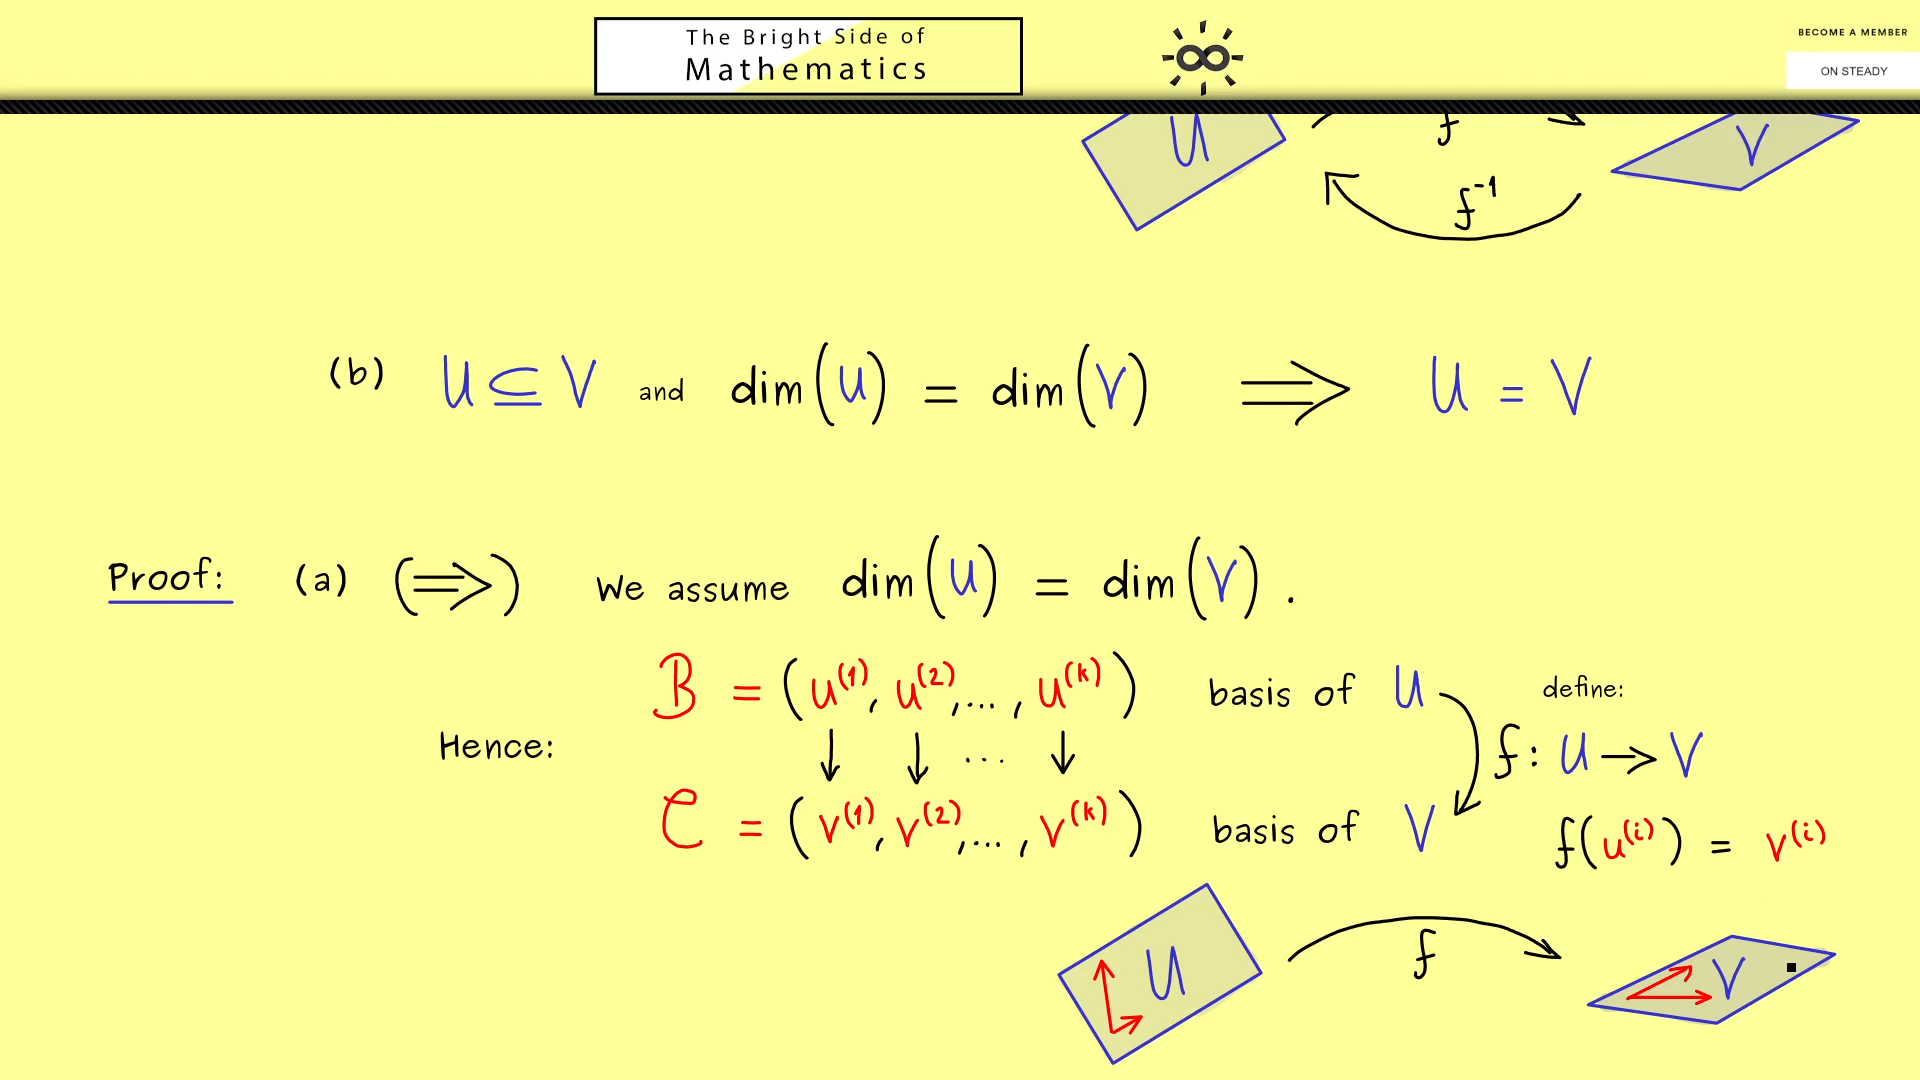 The Bright Side of
Mathematics
BECOME A MEMBER
ON STEADY
U f V
f⁻¹
(b) U ⊆ V and dim(U) = dim(V) ⟹ U = V
Proof: (a) (⟹) We assume dim(U) = dim(V) .
B = (u⁽¹⁾, u⁽²⁾, ... , u⁽ᵏ⁾) basis of U define:
Hence: ↓ ↓ ... ↓ f: U → V
C = (v⁽¹⁾, v⁽²⁾, ... , v⁽ᵏ⁾) basis of V f(u⁽ⁱ⁾) = v⁽ⁱ⁾
U f V